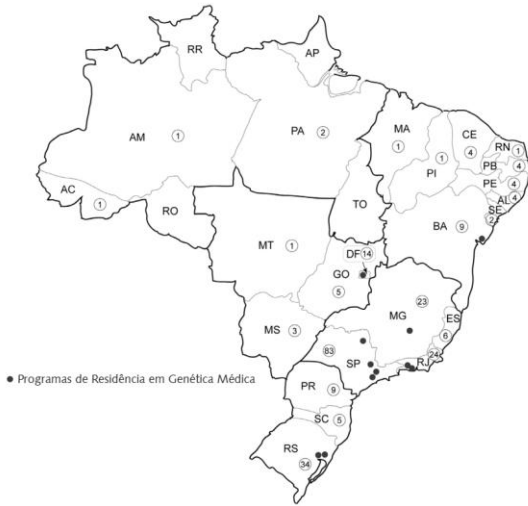 RR
AP
AM 1
PA 2
MA 1
CE 4
RN 1
PB 4
PI 1
PE 4
AL 4
SE 2
AC 1
RO
TO
BA 9
MT 1
DF 14
GO 5
MG 23
ES 6
MS 3
83 SP
RJ 24
• Programas de Residência em Genética Médica
PR 9
SC 5
RS 34